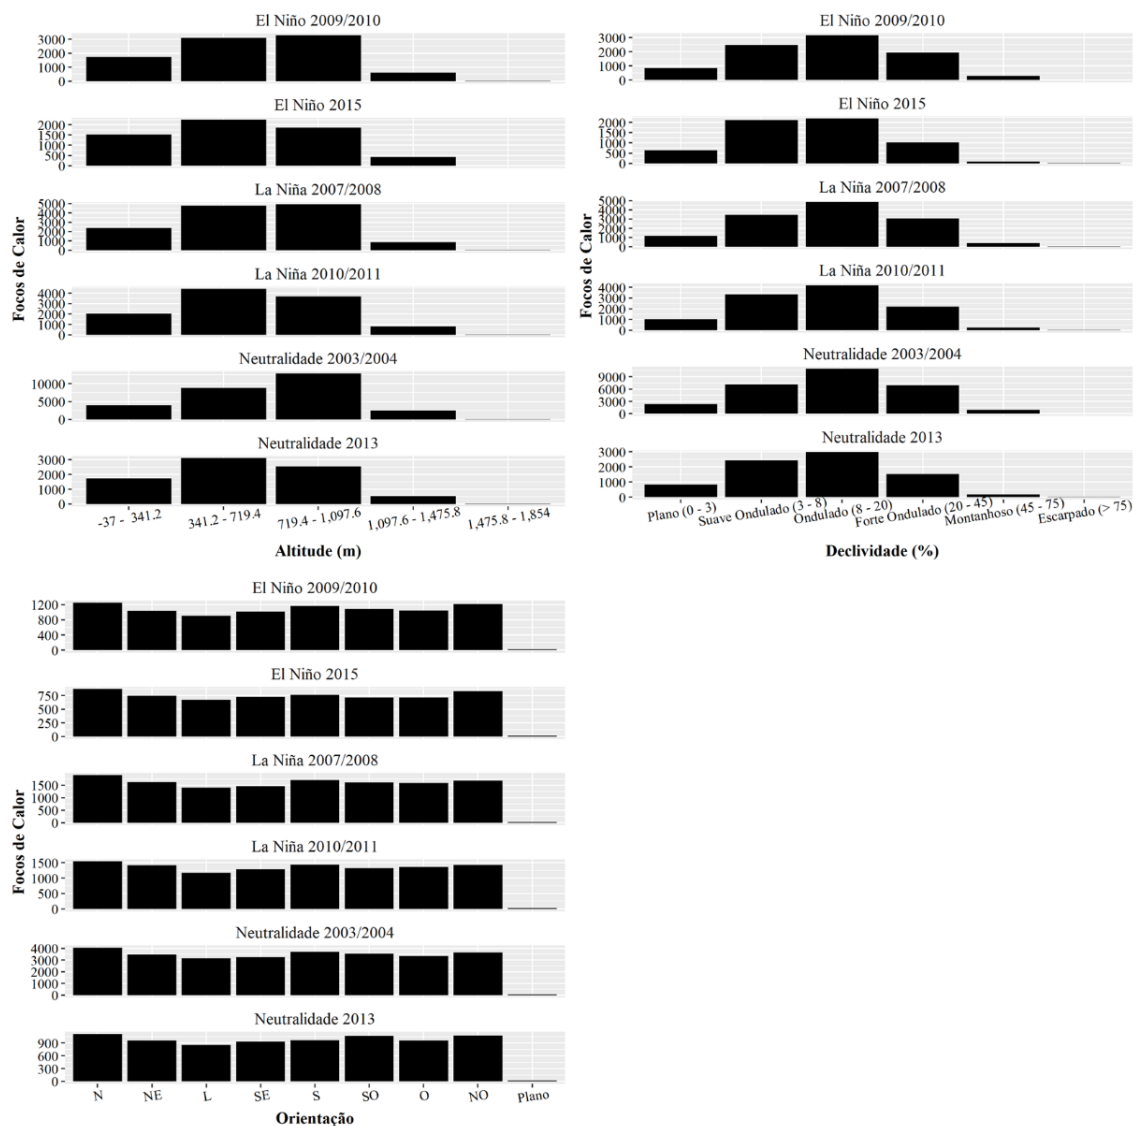 El Niño 2009/2010
3000
2000
1000
0
El Niño 2015
2000
1500
1000
500
0
La Niña 2007/2008
5000
4000
3000
2000
1000
0
La Niña 2010/2011
4000
3000
2000
1000
0
Neutralidade 2003/2004
10000
5000
0
Neutralidade 2013
3000
2000
1000
0
Focos de Calor
-37 - 341.2
341.2 - 719.4
719.4 - 1,097.6
1,097.6 - 1,475.8
1,475.8 - 1,854
Altitude (m)
El Niño 2009/2010
3000
2000
1000
0
El Niño 2015
2000
1500
1000
500
0
La Niña 2007/2008
5000
4000
3000
2000
1000
0
La Niña 2010/2011
4000
3000
2000
1000
0
Neutralidade 2003/2004
9000
6000
3000
0
Neutralidade 2013
3000
2000
1000
0
Focos de Calor
Plano (0 - 3)
Suave Ondulado (3 - 8)
Ondulado (8 - 20)
Forte Ondulado (20 - 45)
Montanhoso (45 - 75)
Escarpado (> 75)
Declividade (%)
El Niño 2009/2010
1200
800
400
0
El Niño 2015
750
500
250
0
La Niña 2007/2008
1500
1000
500
0
La Niña 2010/2011
1500
1000
500
0
Neutralidade 2003/2004
4000
3000
2000
1000
0
Neutralidade 2013
900
600
300
0
Focos de Calor
N
NE
L
SE
S
SO
O
NO
Plano
Orientação